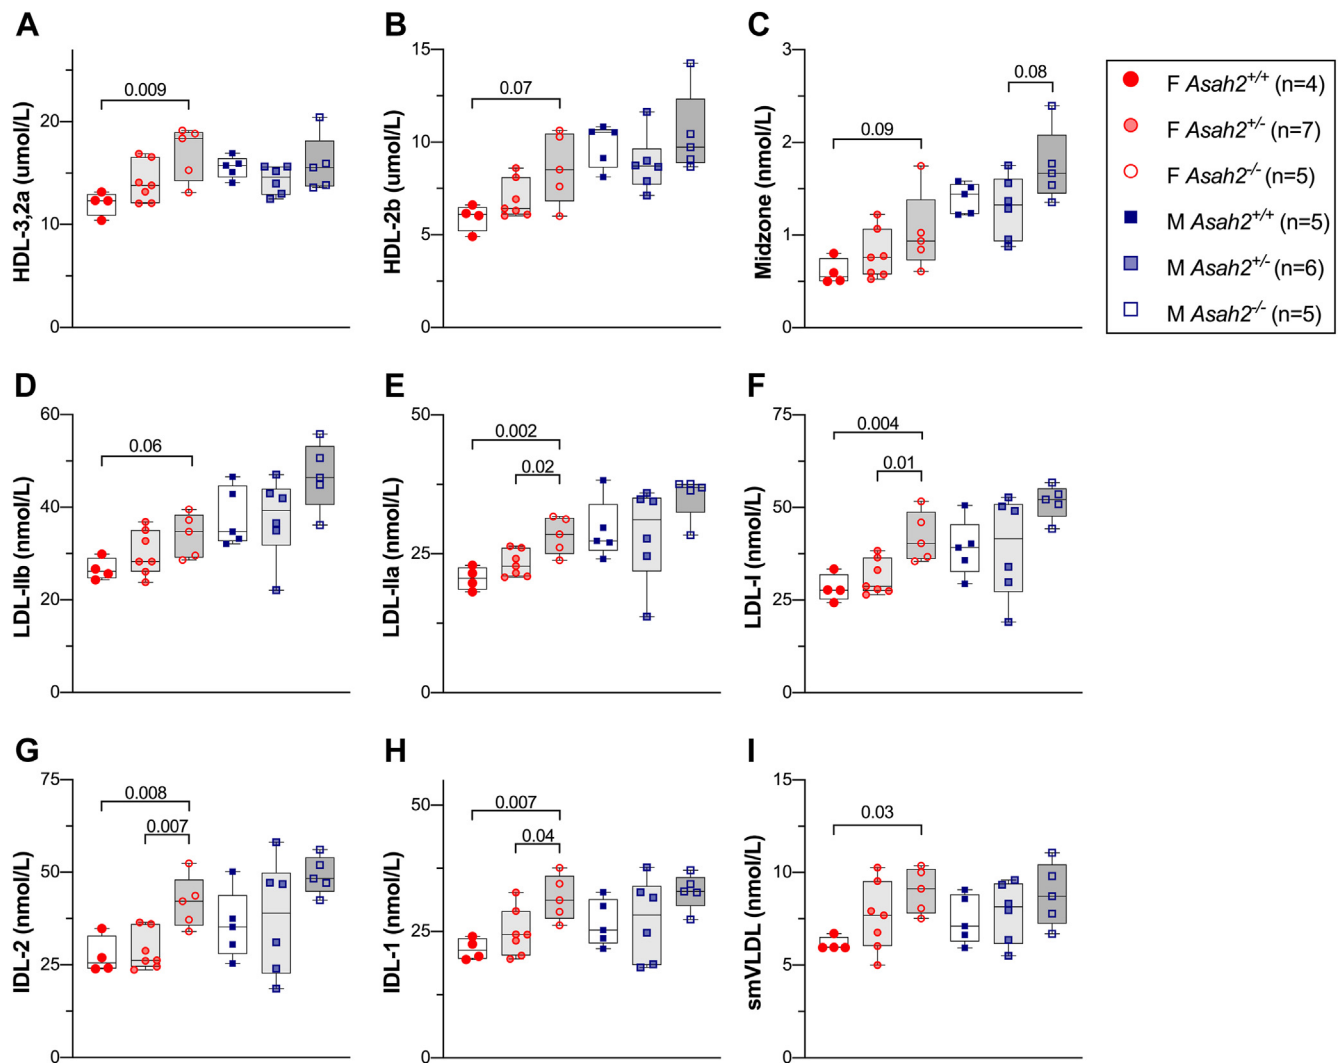 A
HDL-3,2a (umol/L)
20
10
0
0.009
B
HDL-2b (umol/L)
15
10
5
0
0.07
C
Midzone (nmol/L)
3
2
1
0
0.09
0.08
F Asah2+/+ (n=4)
F Asah2+/- (n=7)
F Asah2-/- (n=5)
M Asah2+/+ (n=5)
M Asah2+/- (n=6)
M Asah2-/- (n=5)
D
LDL-IIb (nmol/L)
60
40
20
0
0.06
E
LDL-IIa (nmol/L)
50
25
0
0.002
0.02
F
LDL-I (nmol/L)
75
50
25
0
0.004
0.01
G
IDL-2 (nmol/L)
75
50
25
0
0.008
0.007
H
IDL-1 (nmol/L)
50
25
0
0.007
0.04
I
smVLDL (nmol/L)
15
10
5
0
0.03